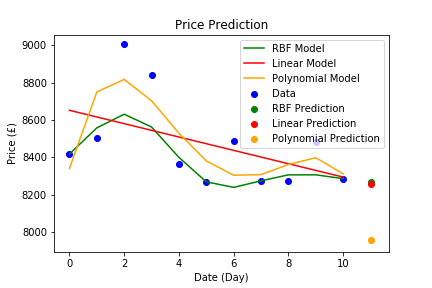 Price Prediction
9000
8800
8600
8400
8200
8000
Price (£)
RBF Model
Linear Model
Polynomial Model
Data
RBF Prediction
Linear Prediction
Polynomial Prediction
0
2
4
6
8
10
Date (Day)